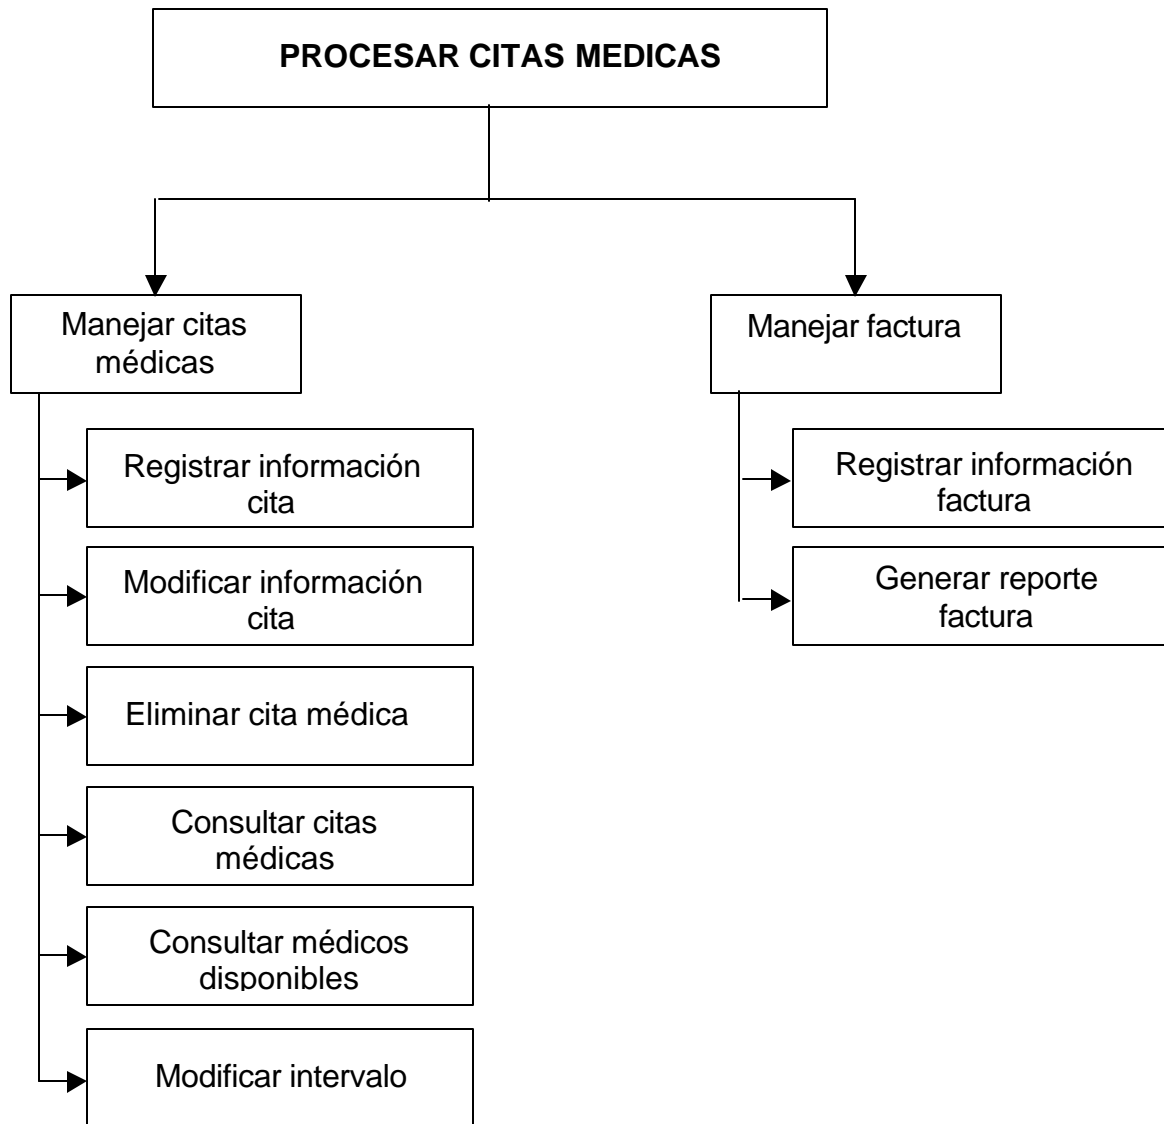 PROCESAR CITAS MEDICAS
Manejar citas
médicas
Registrar información
cita
Modificar información
cita
Eliminar cita médica
Consultar citas
médicas
Consultar médicos
disponibles
Modificar intervalo
Manejar factura
Registrar información
factura
Generar reporte
factura